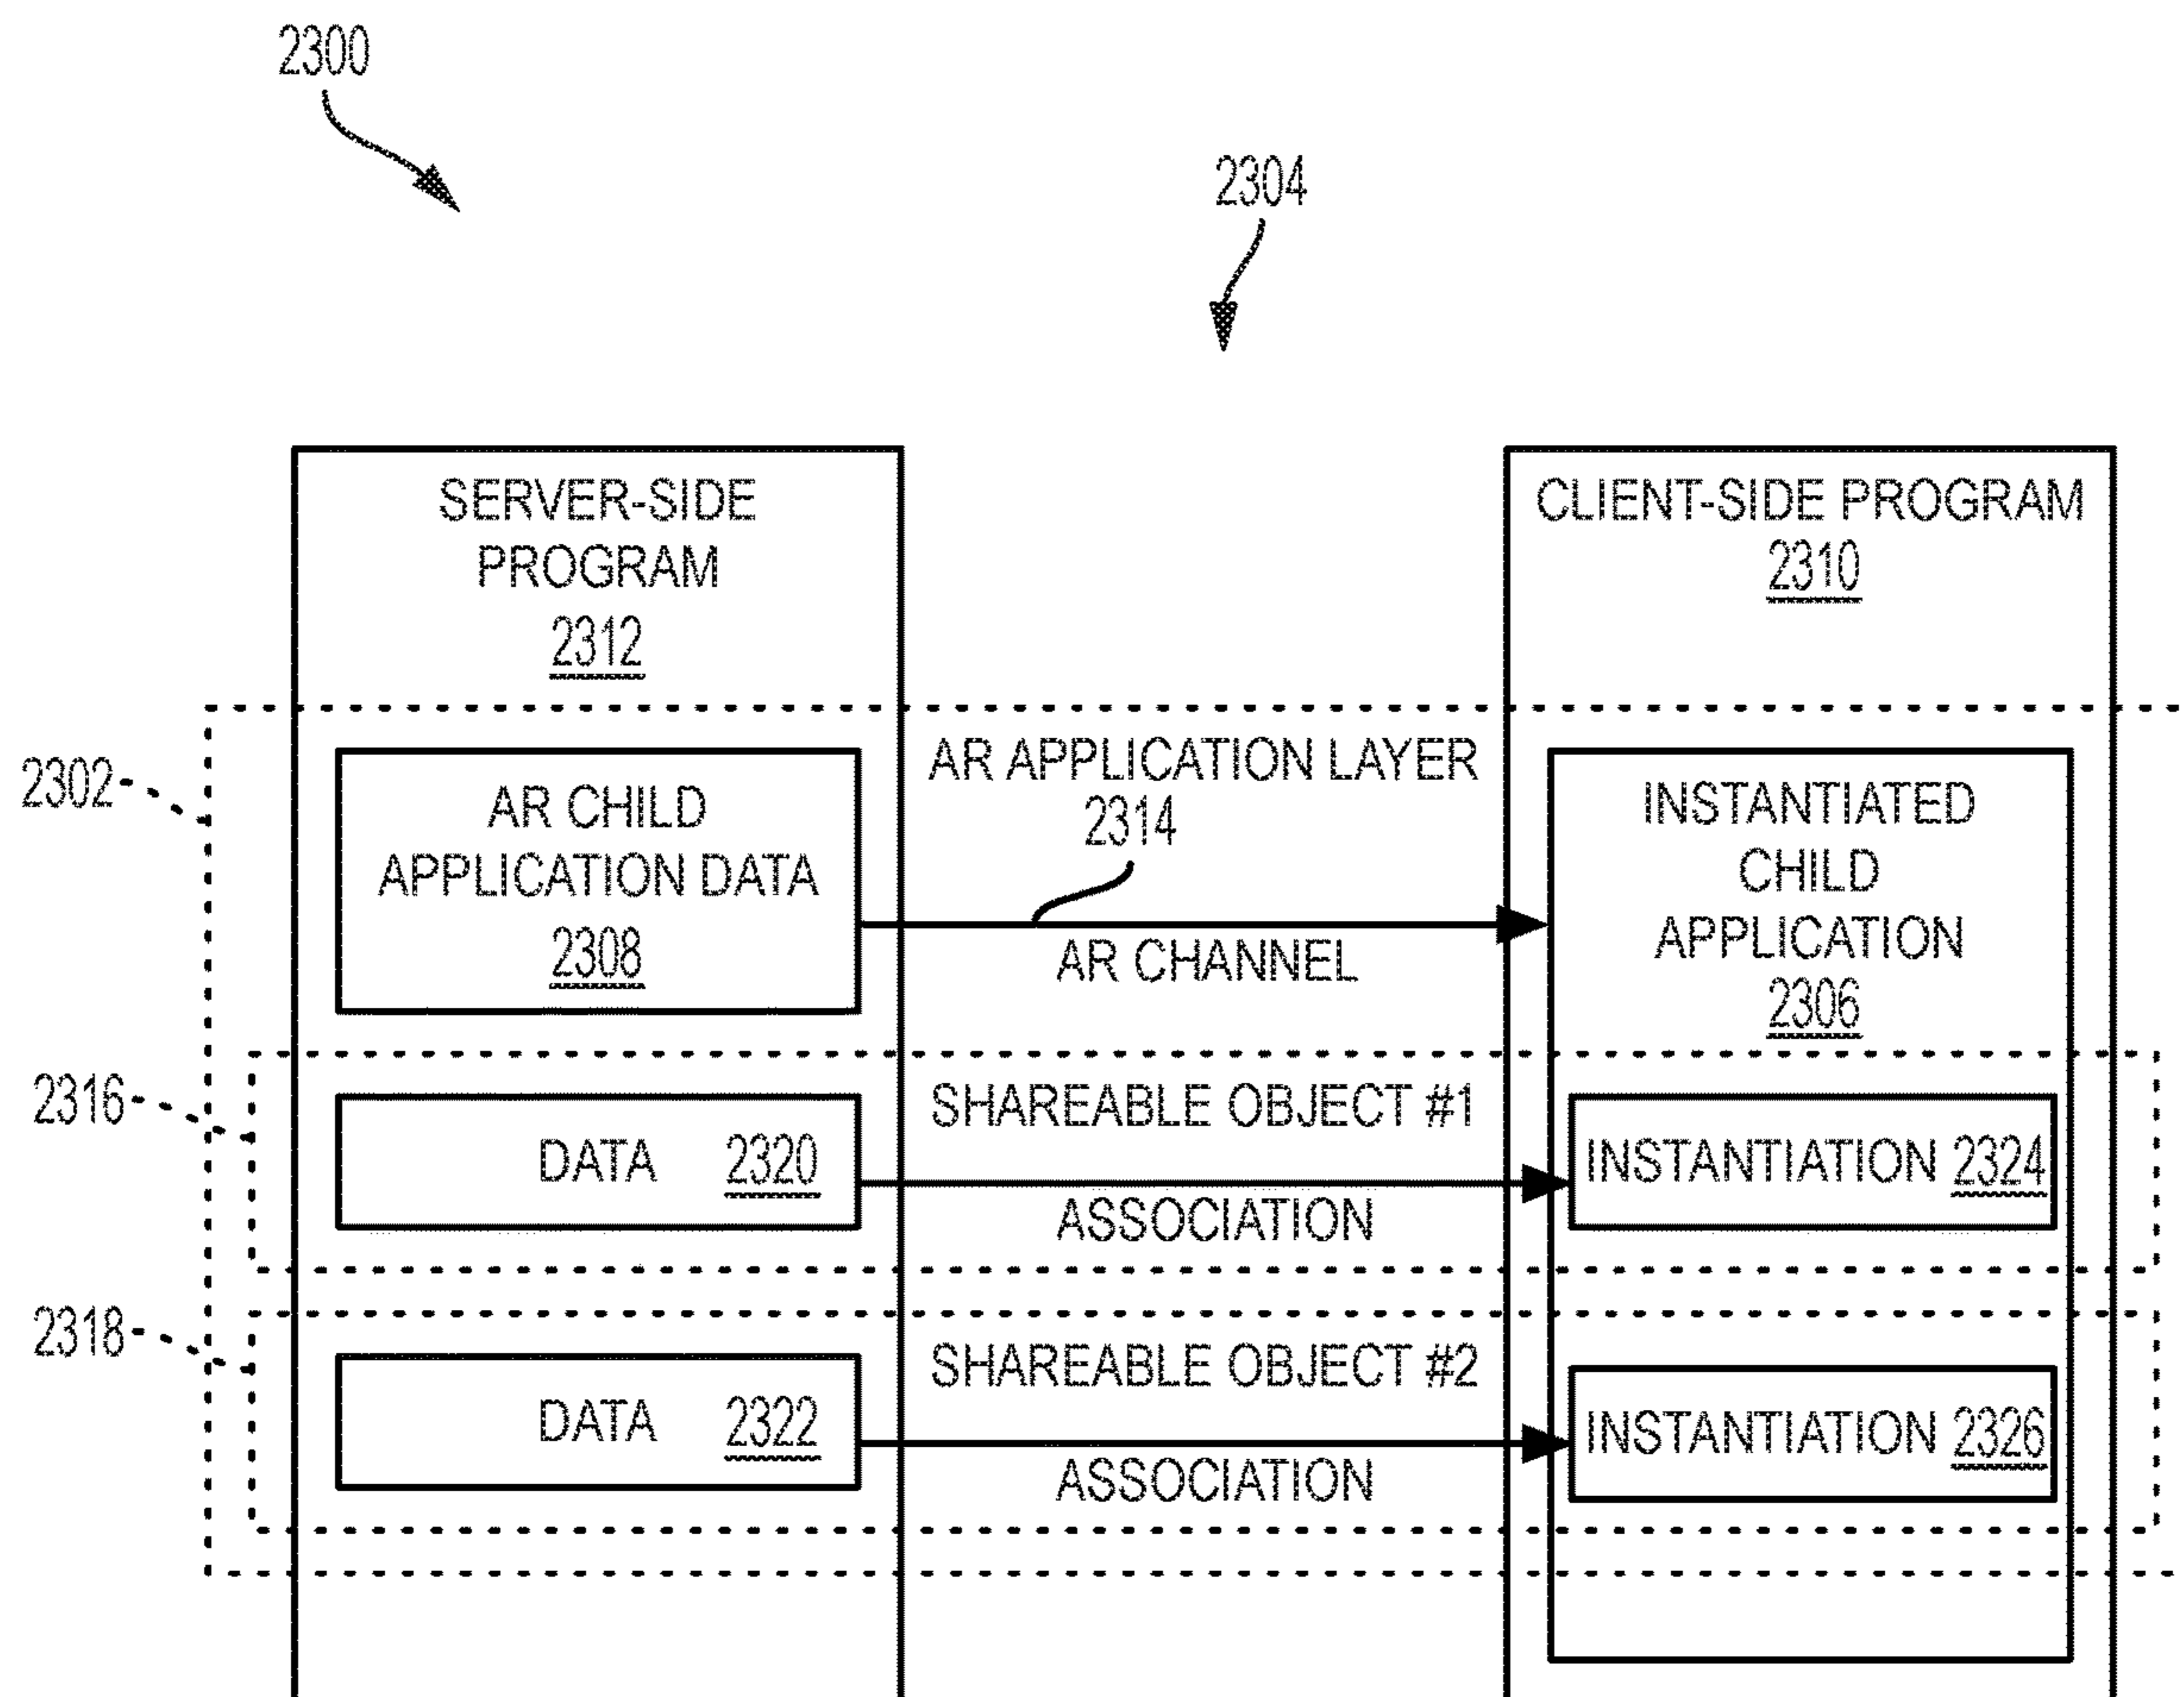 2300
2304
SERVER-SIDE
PROGRAM
2312
CLIENT-SIDE PROGRAM
2310
2302
AR APPLICATION LAYER
2314
AR CHILD
APPLICATION DATA
2308
AR CHANNEL
INSTANTIATED
CHILD
APPLICATION
2306
2316
SHAREABLE OBJECT #1
DATA 2320
INSTANTIATION 2324
ASSOCIATION
2318
SHAREABLE OBJECT #2
DATA 2322
INSTANTIATION 2326
ASSOCIATION